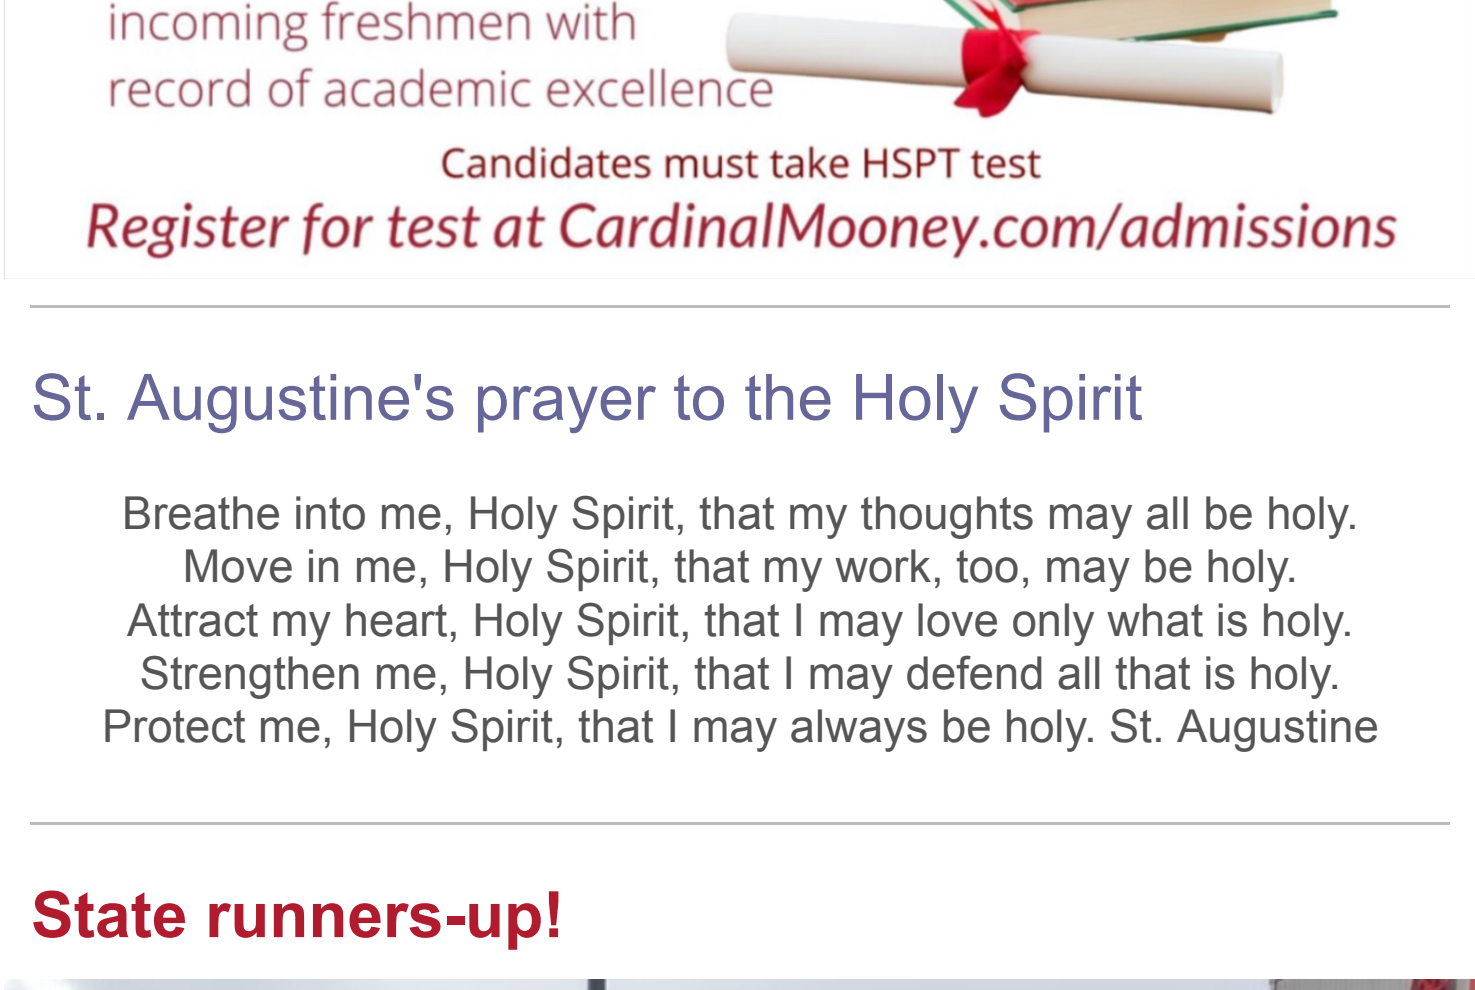 incoming freshmen with
record of academic excellence
Candidates must take HSPT test
Register for test at CardinalMooney.com/admissions
St. Augustine's prayer to the Holy Spirit
Breathe into me, Holy Spirit, that my thoughts may all be holy.
Move in me, Holy Spirit, that my work, too, may be holy.
Attract my heart, Holy Spirit, that I may love only what is holy.
Strengthen me, Holy Spirit, that I may defend all that is holy.
Protect me, Holy Spirit, that I may always be holy. St. Augustine
State runners-up!